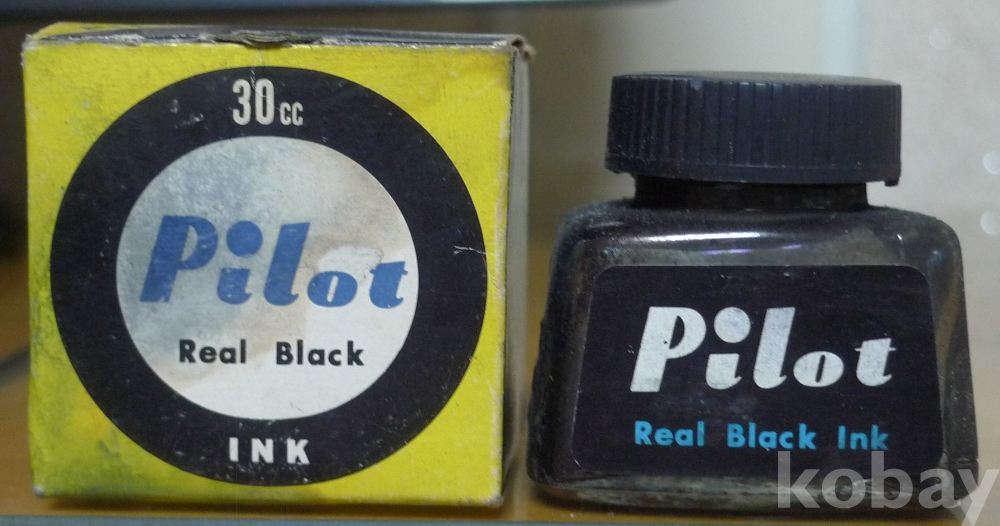 30cc
Pilot
Real Black
INK
Pilot
Real Black Ink
kobay